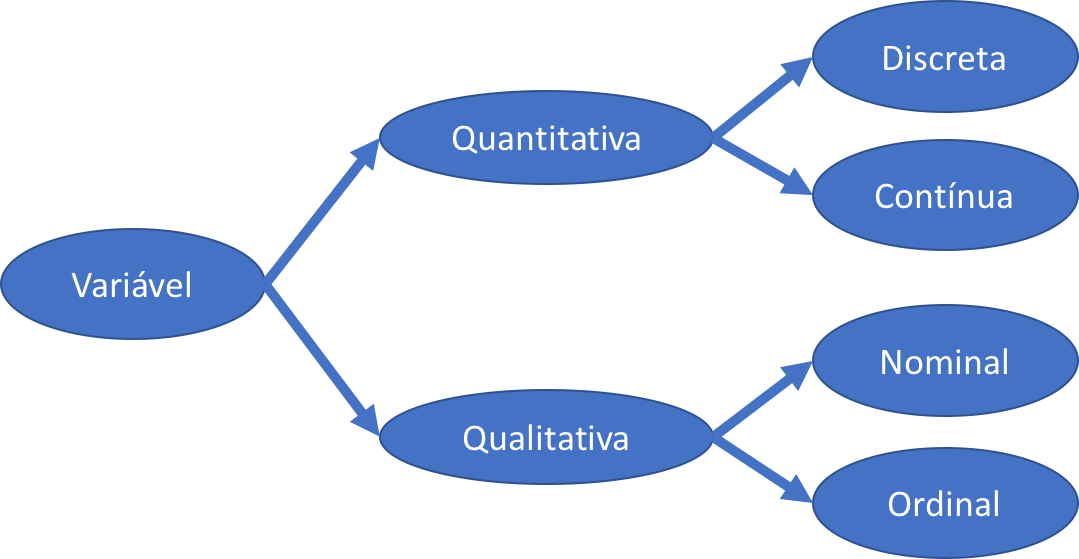 Variável
Quantitativa
Discreta
Contínua
Qualitativa
Nominal
Ordinal